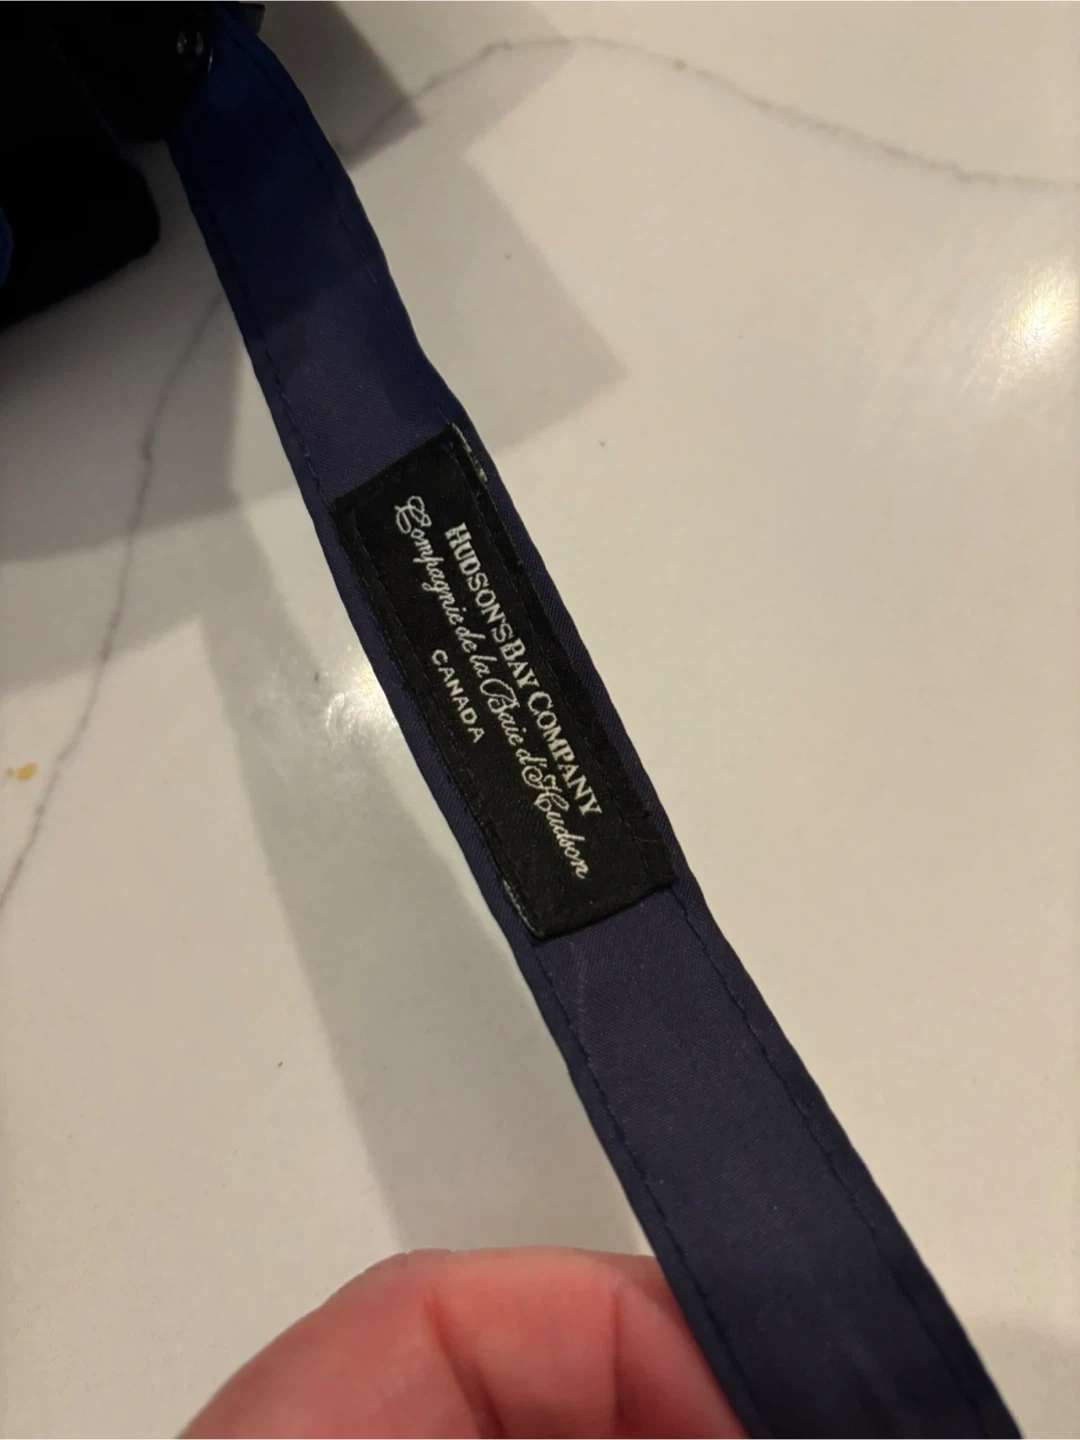 HUDSON'S BAY COMPANY
Compagnie de la Baie d'Hudson
CANADA